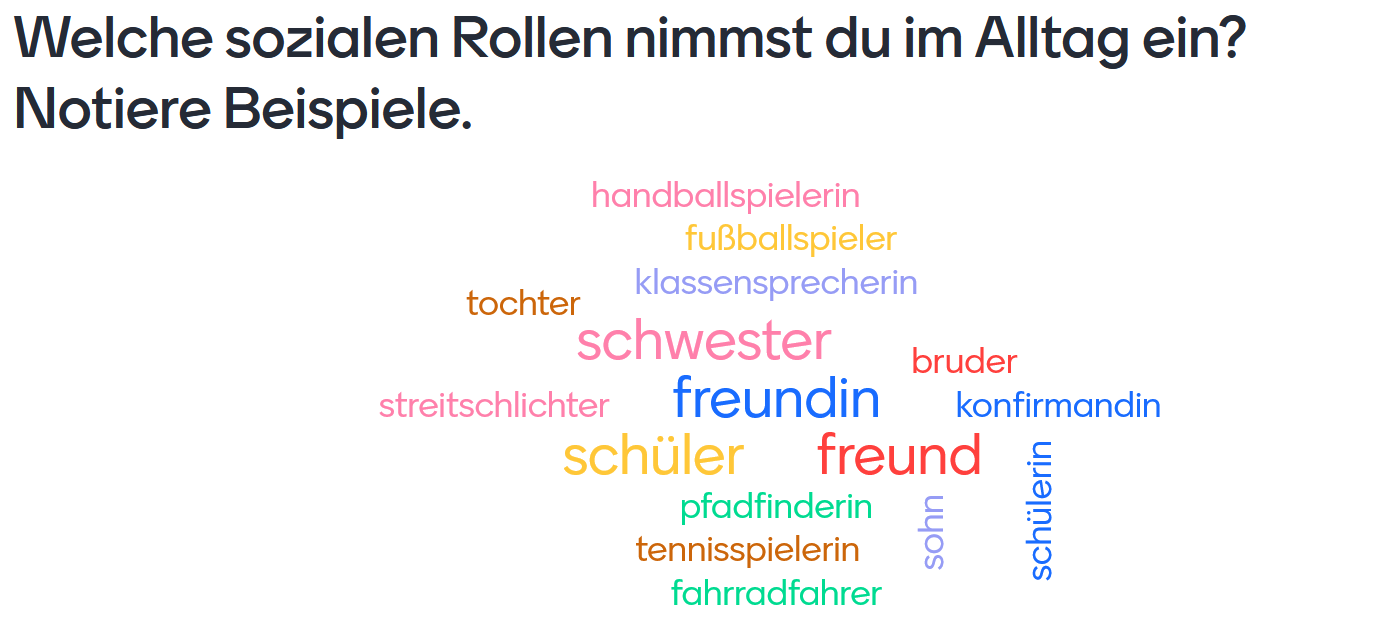 Welche sozialen Rollen nimmst du im Alltag ein?
Notiere Beispiele.
handballspielerin
fußballspieler
klassensprecherin
tochter
schwester
bruder
streitschlichter
freundin
konfirmandin
schüler
freund
schülerin
pfadfinderin
sohn
tennisspielerin
fahrradfahrer